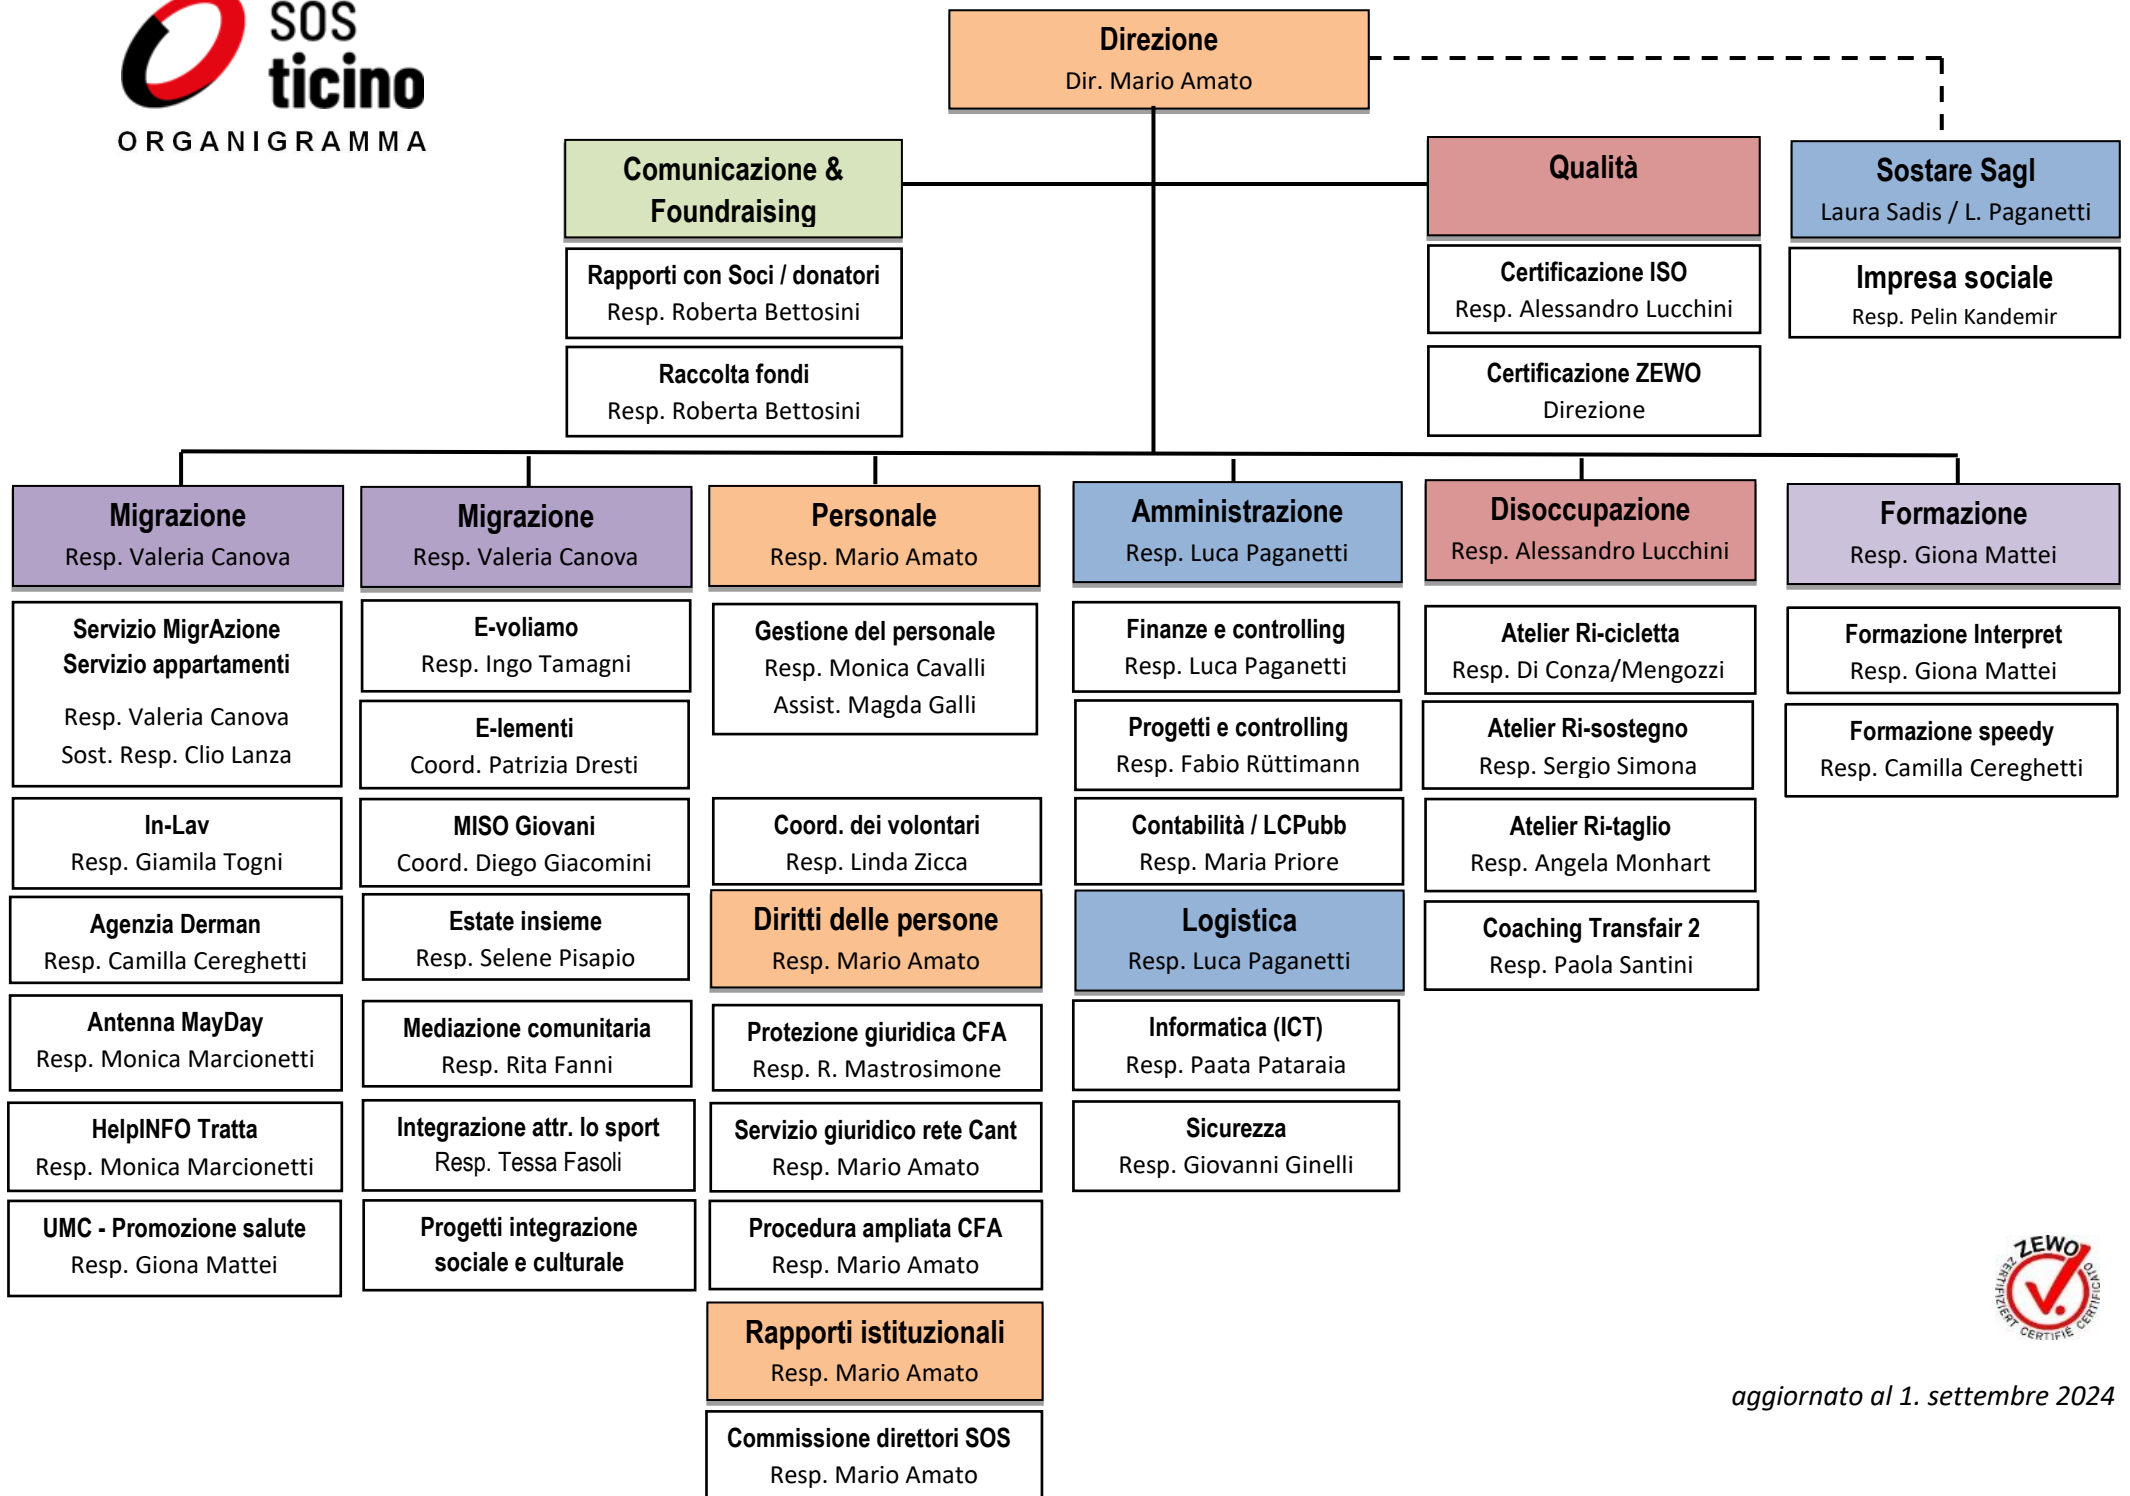 SOS
ticino
ORGANIGRAMMA
Direzione
Dir. Mario Amato
Comunicazione &
Foundraising
Rapporti con Soci / donatori
Resp. Roberta Bettosini
Raccolta fondi
Resp. Roberta Bettosini
Qualità
Certificazione ISO
Resp. Alessandro Lucchini
Certificazione ZEWO
Direzione
Sostare Sagl
Laura Sadis / L. Paganetti
Impresa sociale
Resp. Pelin Kandemir
Migrazione
Resp. Valeria Canova
Servizio MigrAzione
Servizio appartamenti
Resp. Valeria Canova
Sost. Resp. Clio Lanza
In-Lav
Resp. Giamila Togni
Agenzia Derman
Resp. Camilla Cereghetti
Antenna MayDay
Resp. Monica Marcionetti
HelpINFO Tratta
Resp. Monica Marcionetti
UMC - Promozione salute
Resp. Giona Mattei
Migrazione
Resp. Valeria Canova
E-voliamo
Resp. Ingo Tamagni
E-lementi
Coord. Patrizia Dresti
MISO Giovani
Coord. Diego Giacomini
Estate insieme
Resp. Selene Pisapio
Mediazione comunitaria
Resp. Rita Fanni
Integrazione attr. lo sport
Resp. Tessa Fasoli
Progetti integrazione
sociale e culturale
Personale
Resp. Mario Amato
Gestione del personale
Resp. Monica Cavalli
Assist. Magda Galli
Coord. dei volontari
Resp. Linda Zicca
Diritti delle persone
Resp. Mario Amato
Protezione giuridica CFA
Resp. R. Mastrosimone
Servizio giuridico rete Cant
Resp. Mario Amato
Procedura ampliata CFA
Resp. Mario Amato
Rapporti istituzionali
Resp. Mario Amato
Commissione direttori SOS
Resp. Mario Amato
Amministrazione
Resp. Luca Paganetti
Finanze e controlling
Resp. Luca Paganetti
Progetti e controlling
Resp. Fabio Rüttimann
Contabilità / LCPubb
Resp. Maria Priore
Logistica
Resp. Luca Paganetti
Informatica (ICT)
Resp. Paata Pataraia
Sicurezza
Resp. Giovanni Ginelli
Disoccupazione
Resp. Alessandro Lucchini
Atelier Ri-cicletta
Resp. Di Conza/Mengozzi
Atelier Ri-sostegno
Resp. Sergio Simona
Atelier Ri-taglio
Resp. Angela Monhart
Coaching Transfair 2
Resp. Paola Santini
Formazione
Resp. Giona Mattei
Formazione Interpret
Resp. Giona Mattei
Formazione speedy
Resp. Camilla Cereghetti
ZEWO
ZERTIFIZIERT CERTIFIÉ CERTIFICATO
aggiornato al 1. settembre 2024